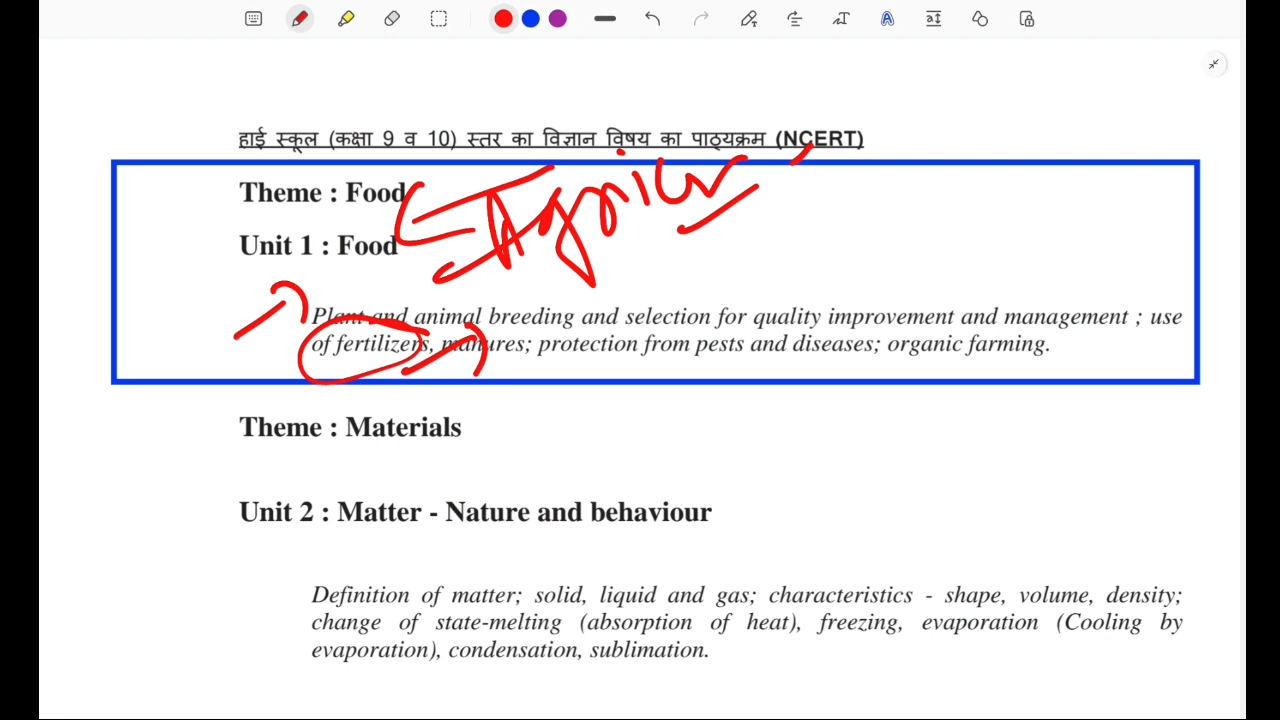 हाई स्कूल (कक्षा 9 व 10) स्तर का विज्ञान विषय का पाठ्यक्रम (NCERT)
Theme : Food
Unit 1 : Food
Plant and animal breeding and selection for quality improvement and management ; use
of fertilizers, manures; protection from pests and diseases; organic farming.
Theme : Materials
Unit 2 : Matter - Nature and behaviour
Definition of matter; solid, liquid and gas; characteristics - shape, volume, density;
change of state-melting (absorption of heat), freezing, evaporation (Cooling by
evaporation), condensation, sublimation.